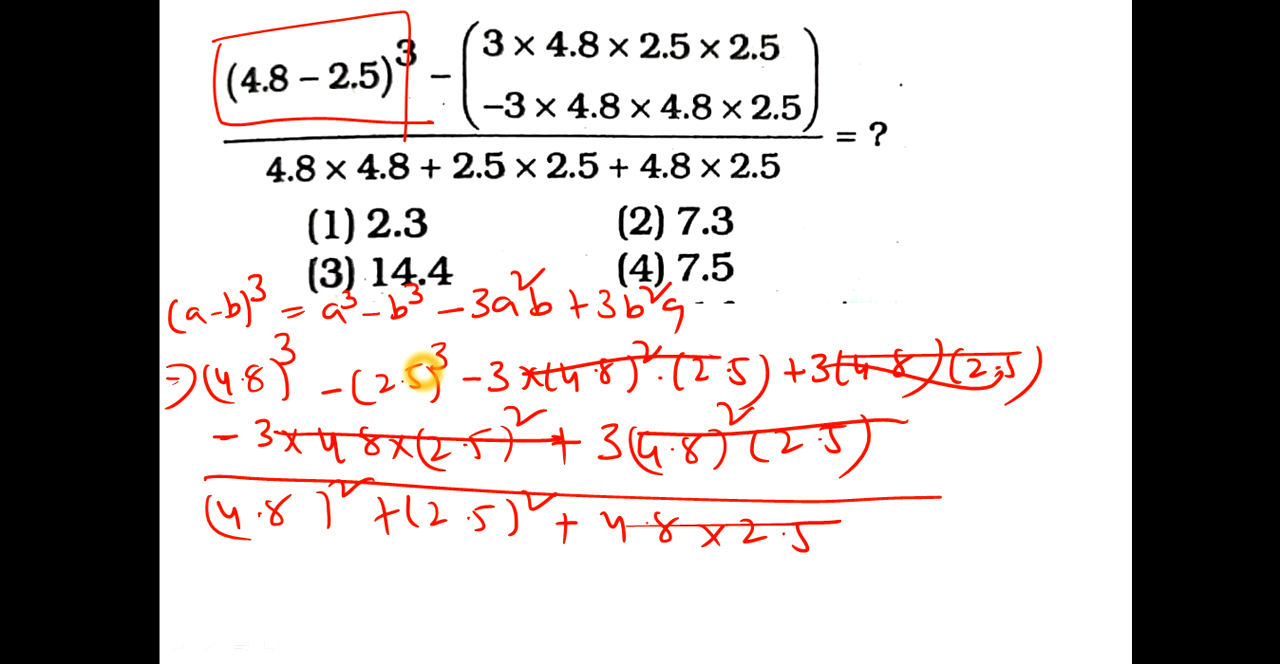 (4.8 – 2.5)³ – (3 × 4.8 × 2.5 × 2.5
–3 × 4.8 × 4.8 × 2.5)
= ?
4.8 × 4.8 + 2.5 × 2.5 + 4.8 × 2.5
(1) 2.3 (2) 7.3
(3) 14.4 (4) 7.5
(a-b)³ = a³ - b³ - 3a²b + 3b²a
⇒ (4.8)³ - (2.5)³ - 3×(4.8)².(2.5) + 3(4.8)(2.5)
- 3×4.8×(2.5)² + 3(4.8)²(2.5)
(4.8)² + (2.5)² + 4.8 × 2.5